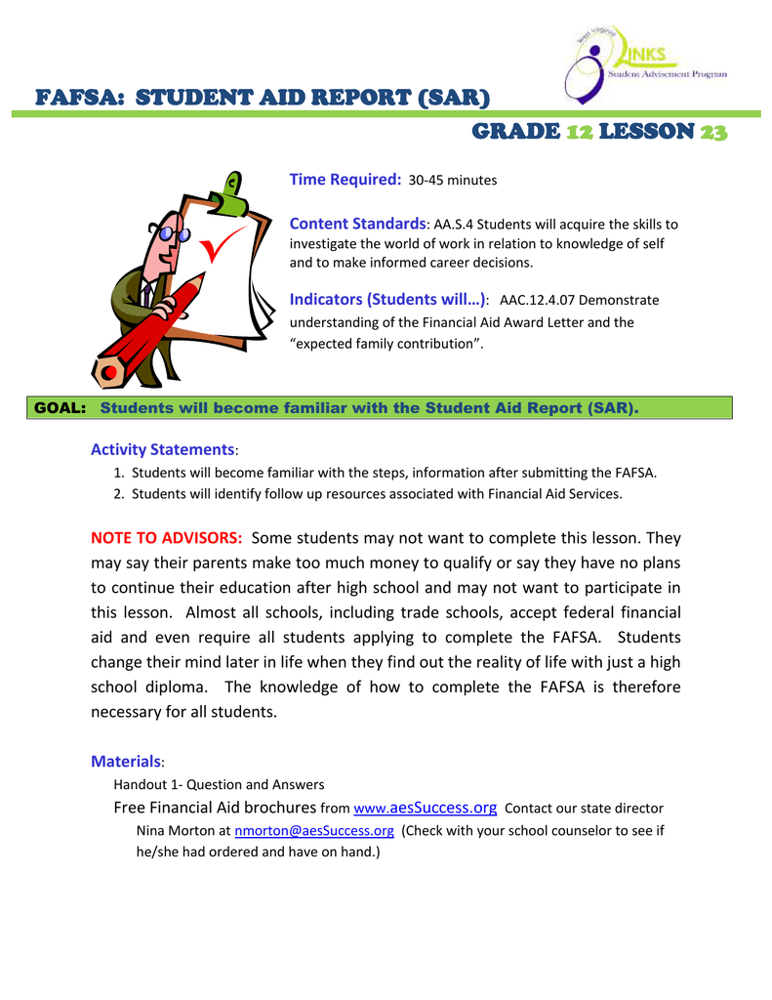 West Virginia
LINKS
Student Advisement Program
FAFSA: STUDENT AID REPORT (SAR)
GRADE 12 LESSON 23
Time Required: 30-45 minutes
Content Standards: AA.S.4 Students will acquire the skills to
investigate the world of work in relation to knowledge of self
and to make informed career decisions.
Indicators (Students will…): AAC.12.4.07 Demonstrate
understanding of the Financial Aid Award Letter and the
“expected family contribution”.
GOAL: Students will become familiar with the Student Aid Report (SAR).
Activity Statements:
1. Students will become familiar with the steps, information after submitting the FAFSA.
2. Students will identify follow up resources associated with Financial Aid Services.
NOTE TO ADVISORS: Some students may not want to complete this lesson. They
may say their parents make too much money to qualify or say they have no plans
to continue their education after high school and may not want to participate in
this lesson. Almost all schools, including trade schools, accept federal financial
aid and even require all students applying to complete the FAFSA. Students
change their mind later in life when they find out the reality of life with just a high
school diploma. The knowledge of how to complete the FAFSA is therefore
necessary for all students.
Materials:
Handout 1- Question and Answers
Free Financial Aid brochures from www.aesSuccess.org Contact our state director
Nina Morton at nmorton@aesSuccess.org (Check with your school counselor to see if
he/she had ordered and have on hand.)